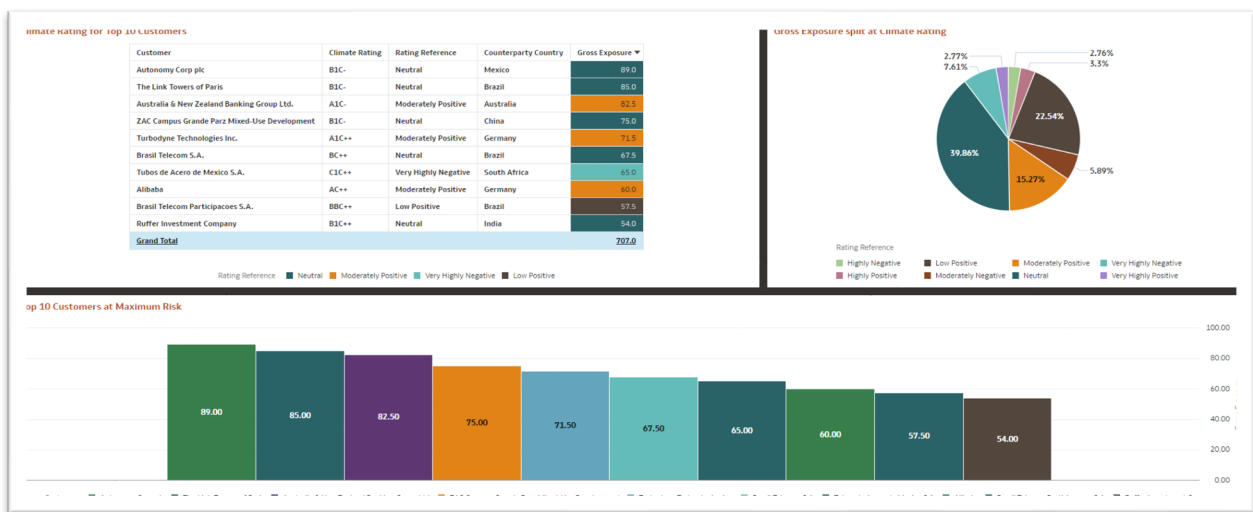 limate Rating for Top 10 Customers
Customer Climate Rating Rating Reference Counterparty Country Gross Exposure ▼
Autonomy Corp plc B1C- Neutral Mexico 89.0
The Link Towers of Paris B1C- Neutral Brazil 85.0
Australia & New Zealand Banking Group Ltd. A1C- Moderately Positive Australia 82.5
ZAC Campus Grande Parz Mixed-Use Development B1C- Neutral China 75.0
Turbodyne Technologies Inc. A1C++ Moderately Positive Germany 71.5
Brasil Telecom S.A. BC++ Neutral Brazil 67.5
Tubos de Acero de Mexico S.A. C1C++ Very Highly Negative South Africa 65.0
Alibaba AC++ Moderately Positive Germany 60.0
Brasil Telecom Participacoes S.A. BBC++ Low Positive Brazil 57.5
Ruffer Investment Company B1C++ Neutral India 54.0
Grand Total 707.0
Rating Reference Neutral Moderately Positive Very Highly Negative Low Positive
Gross Exposure split at Climate Rating
2.77% 2.76%
7.61% 3.3%
22.54%
39.86%
5.89%
15.27%
Rating Reference
Highly Negative Low Positive Moderately Positive Very Highly Negative
Highly Positive Moderately Negative Neutral Very Highly Positive
op 10 Customers at Maximum Risk
100.00
80.00
60.00
40.00
20.00
0.00
89.00 85.00 82.50 75.00 71.50 67.50 65.00 60.00 57.50 54.00